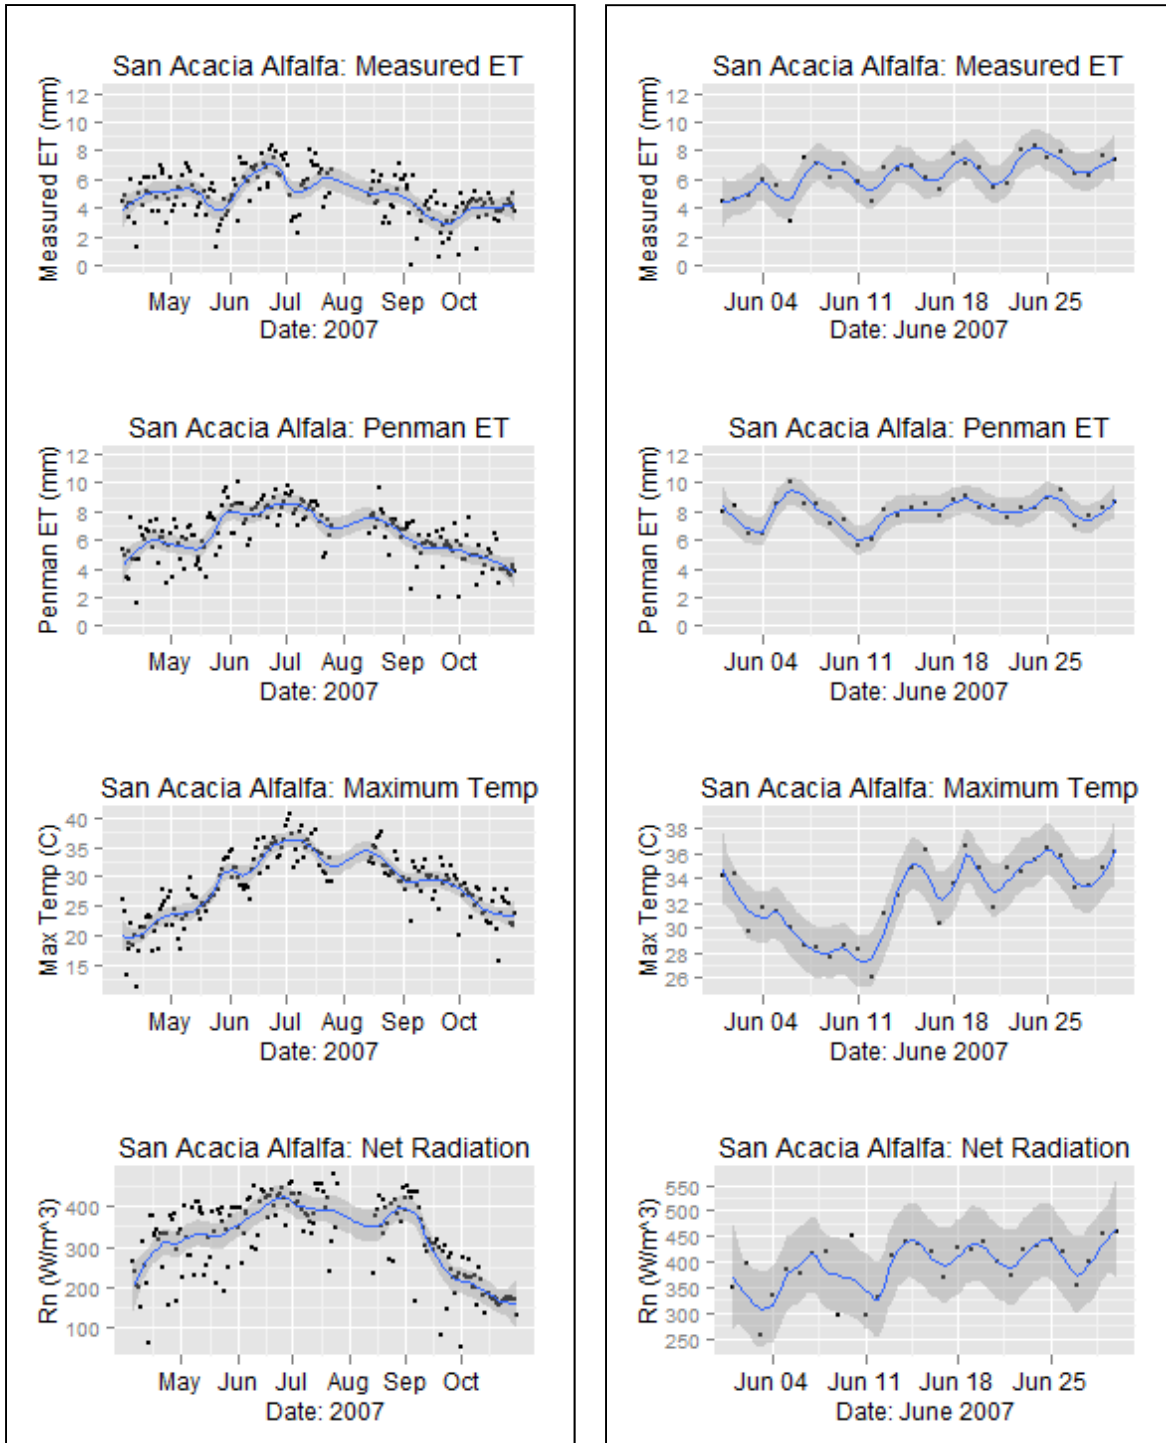 San Acacia Alfalfa: Measured ET
Measured ET (mm)
12
10
8
6
4
2
0
May Jun Jul Aug Sep Oct
Date: 2007
San Acacia Alfala: Penman ET
Penman ET (mm)
12
10
8
6
4
2
0
May Jun Jul Aug Sep Oct
Date: 2007
San Acacia Alfalfa: Maximum Temp
Max Temp (C)
40
35
30
25
20
15
May Jun Jul Aug Sep Oct
Date: 2007
San Acacia Alfalfa: Net Radiation
Rn (W/m^3)
400
300
200
100
May Jun Jul Aug Sep Oct
Date: 2007
San Acacia Alfalfa: Measured ET
Measured ET (mm)
12
10
8
6
4
2
0
Jun 04 Jun 11 Jun 18 Jun 25
Date: June 2007
San Acacia Alfala: Penman ET
Penman ET (mm)
12
10
8
6
4
2
0
Jun 04 Jun 11 Jun 18 Jun 25
Date: June 2007
San Acacia Alfalfa: Maximum Temp
Max Temp (C)
38
36
34
32
30
28
26
Jun 04 Jun 11 Jun 18 Jun 25
Date: June 2007
San Acacia Alfalfa: Net Radiation
Rn (W/m^3)
550
500
450
400
350
300
250
Jun 04 Jun 11 Jun 18 Jun 25
Date: June 2007